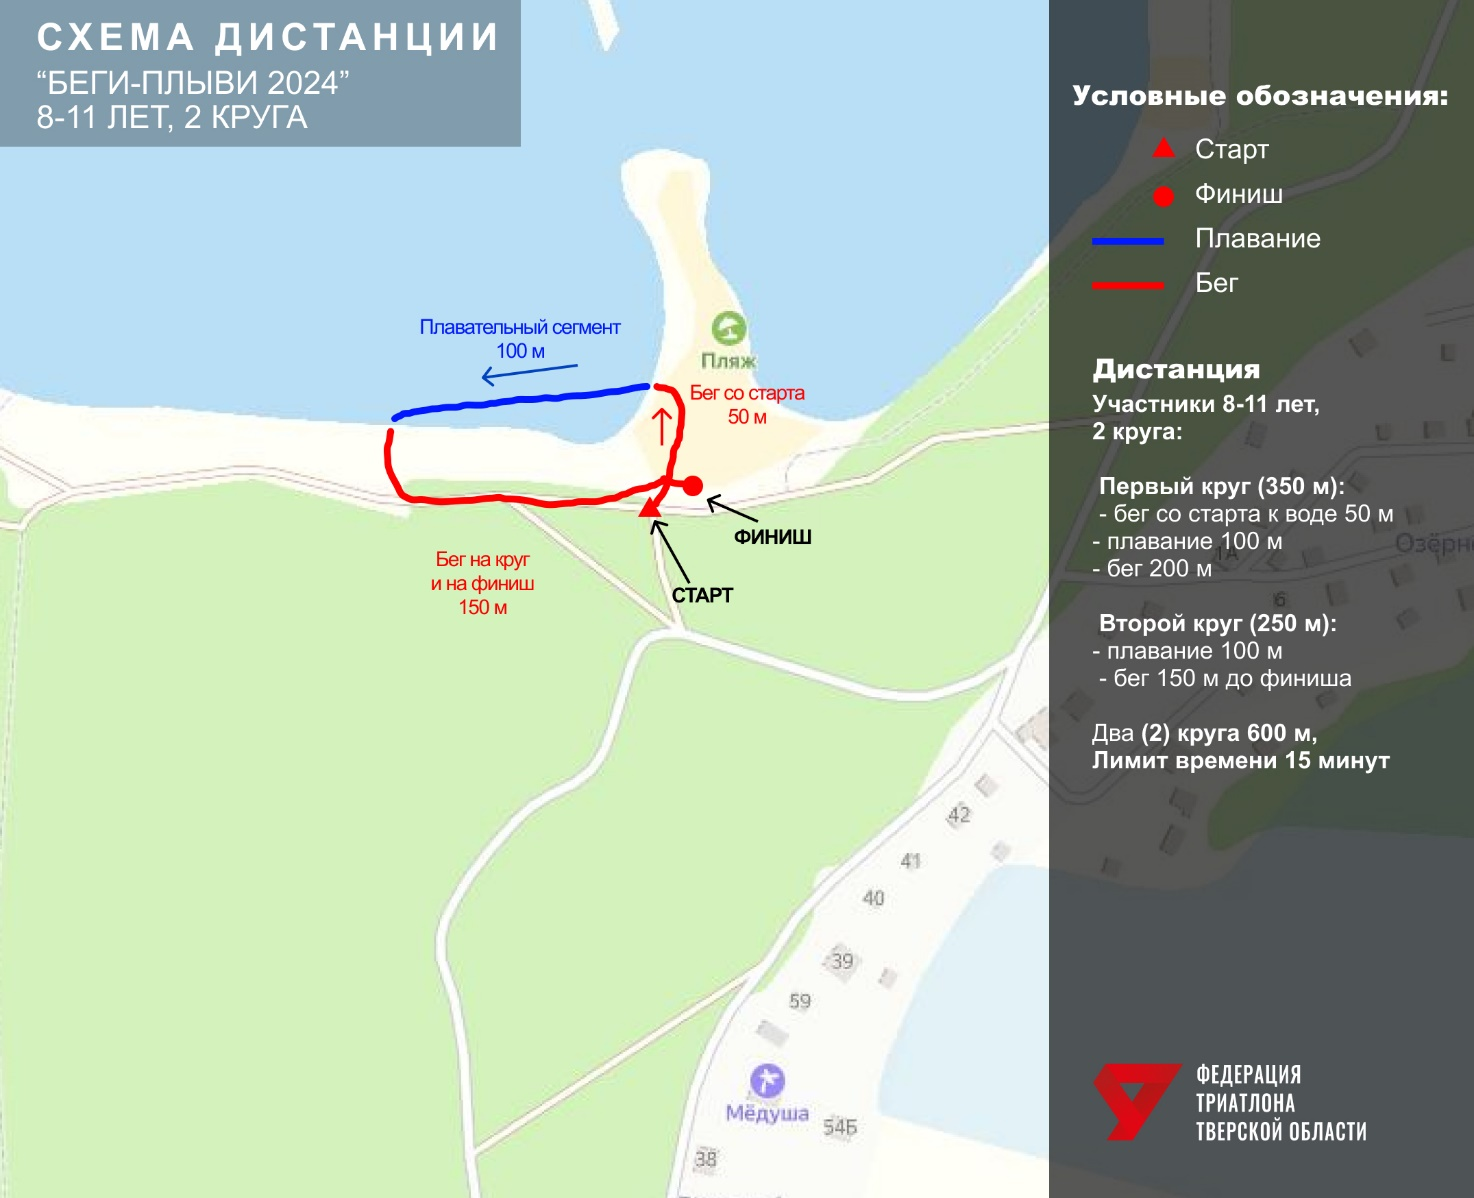 СХЕМА ДИСТАНЦИИ
“БЕГИ-ПЛЫВИ 2024”
8-11 ЛЕТ, 2 КРУГА
Плавательный сегмент
100 м
Пляж
Бег со старта
50 м
ФИНИШ
СТАРТ
Бег на круг
и на финиш
150 м
42
41
40
39
59
Мёдуша
54Б
38
Условные обозначения:
Старт
Финиш
Плавание
Бег
Дистанция
Участники 8-11 лет,
2 круга:
Первый круг (350 м):
- бег со старта к воде 50 м
- плавание 100 м
- бег 200 м
1А
Озёрн
6
Второй круг (250 м):
- плавание 100 м
- бег 150 м до финиша
Два (2) круга 600 м,
Лимит времени 15 минут
ФЕДЕРАЦИЯ
ТРИАТЛОНА
ТВЕРСКОЙ ОБЛАСТИ